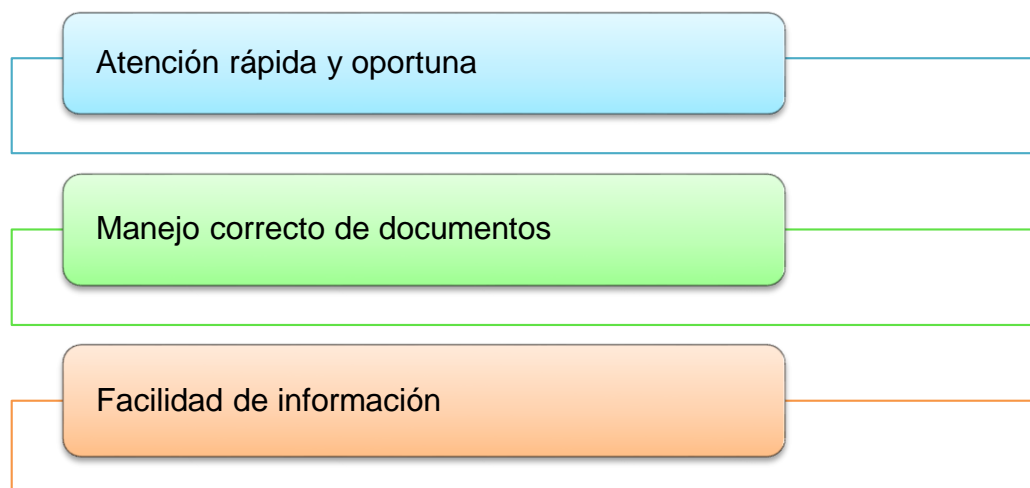 Atención rápida y oportuna
Manejo correcto de documentos
Facilidad de información